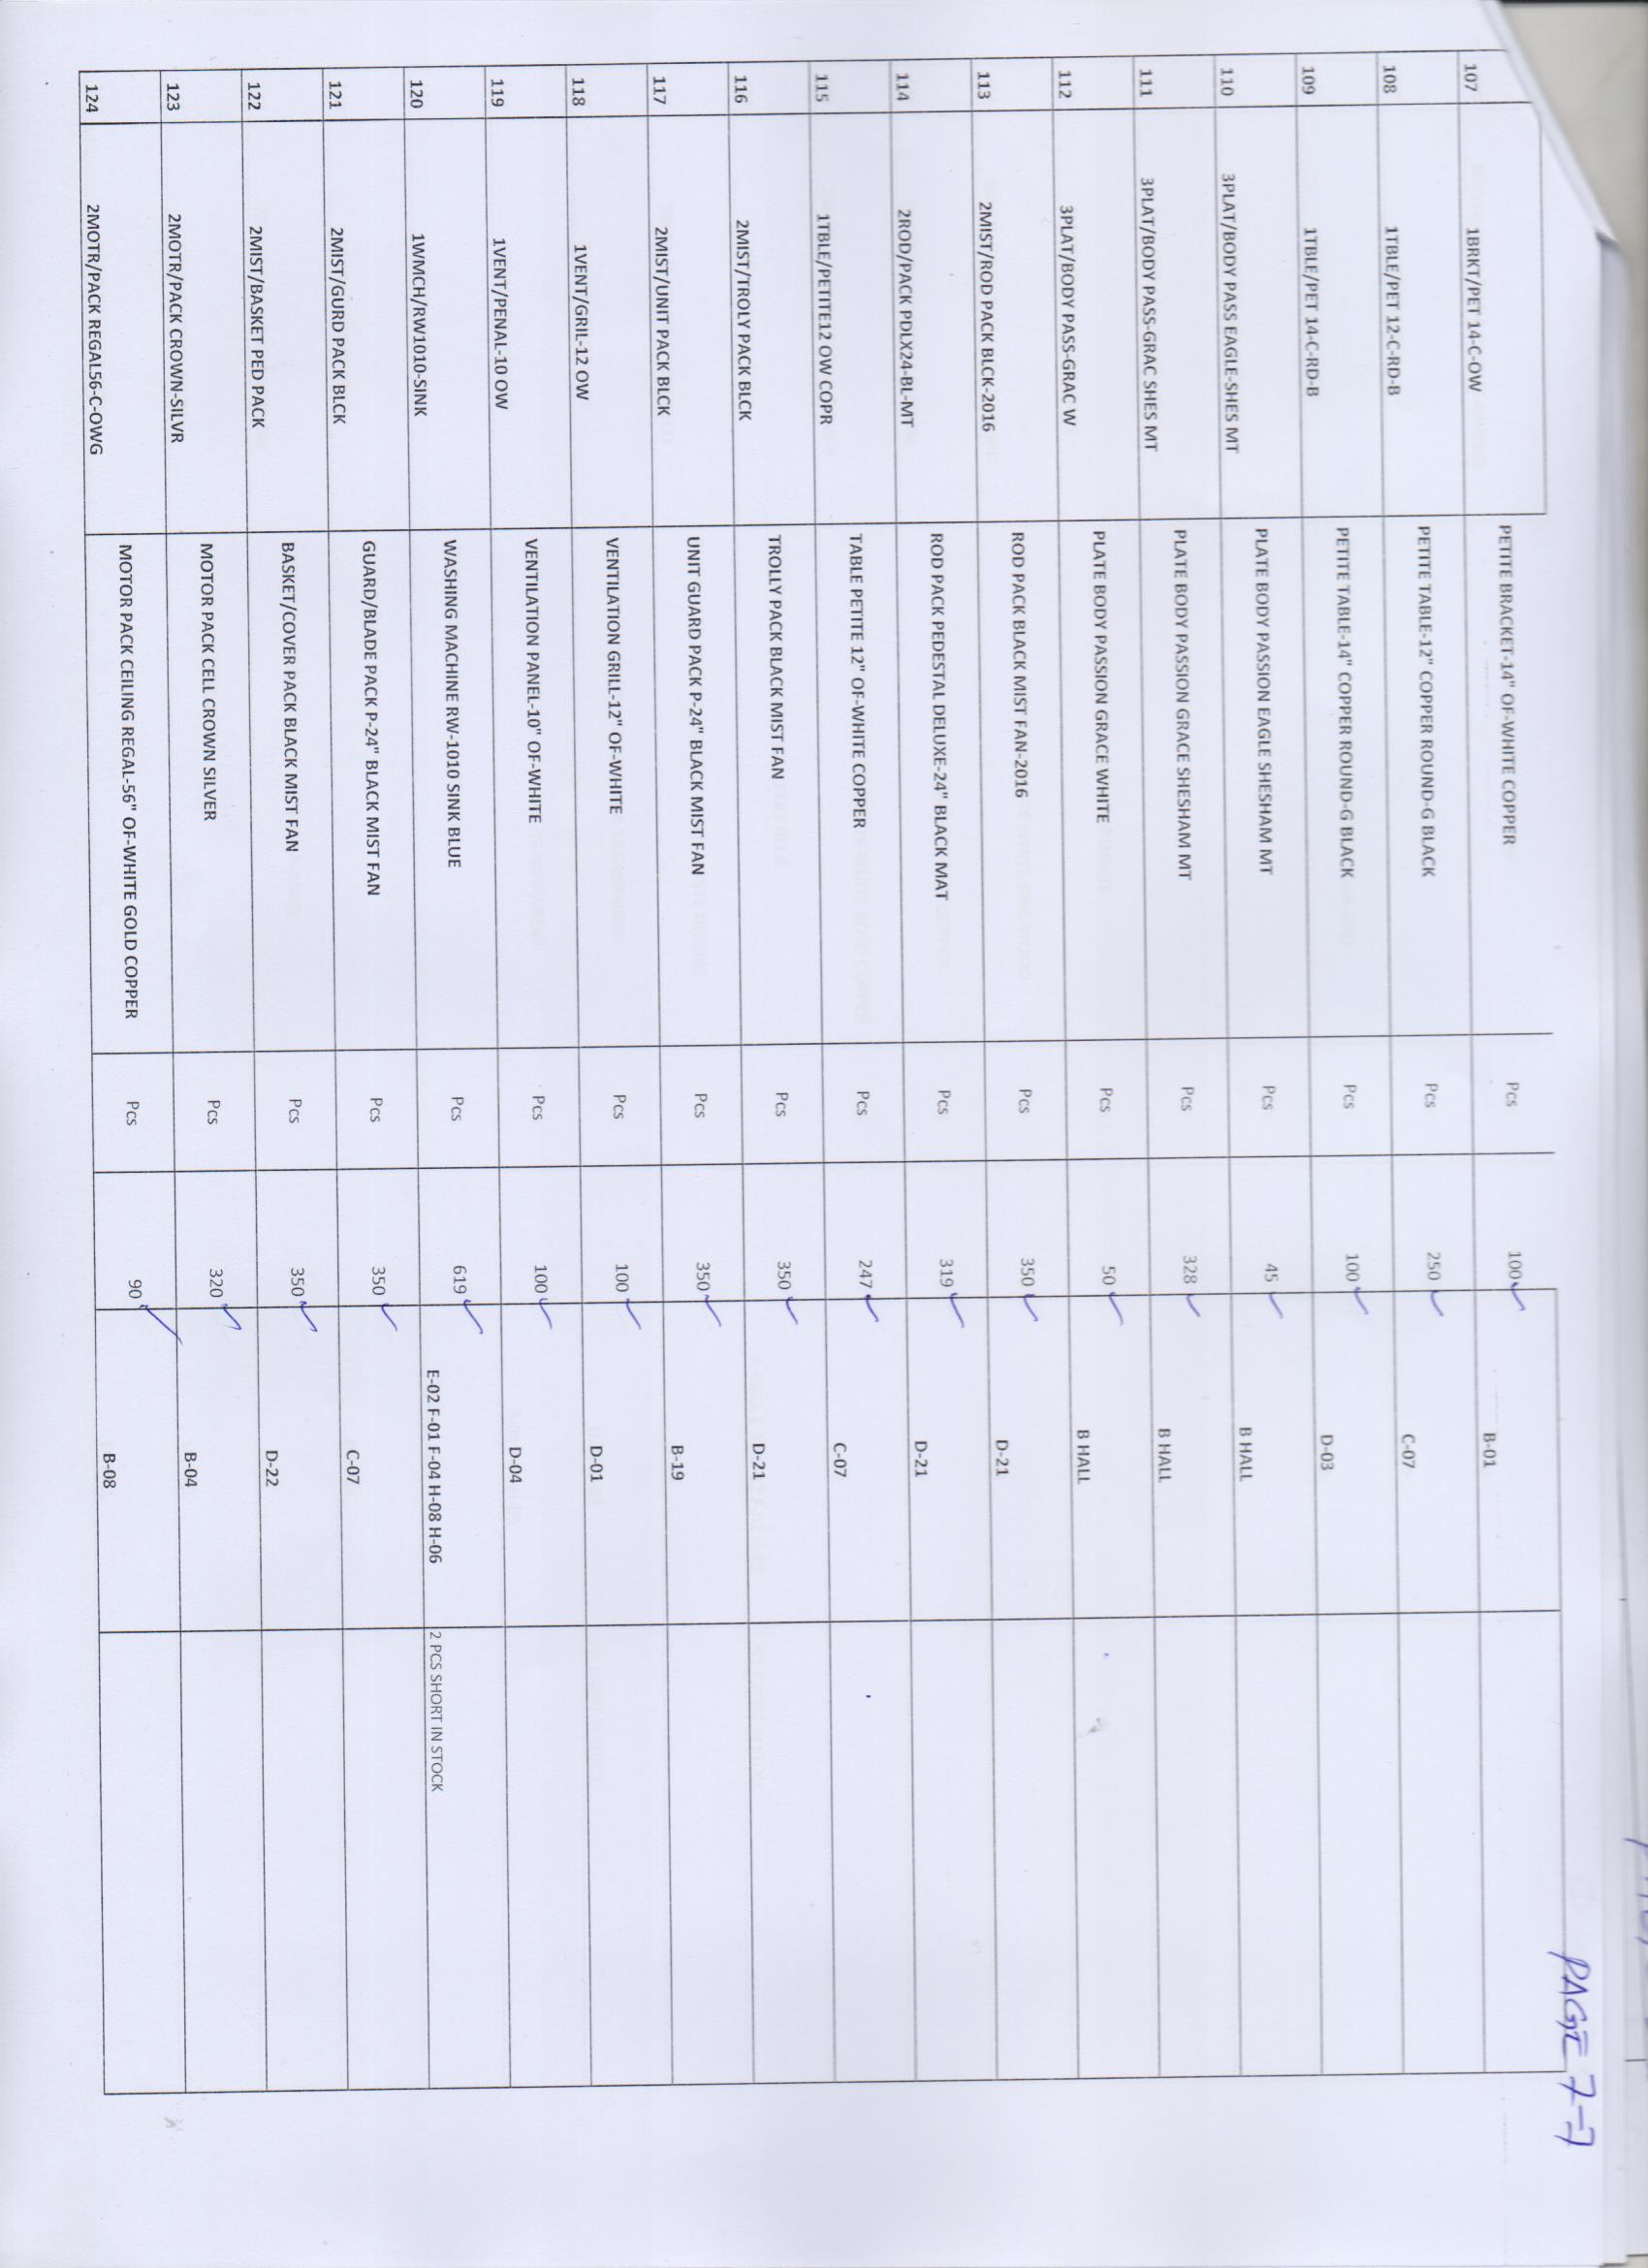 PAGE 7-7
107 1BRKT/PET 14-C-OW PETITE BRACKET-14" OF-WHITE COPPER Pcs 100 B-01
108 1TBLE/PET 12-C-RD-B PETITE TABLE-12" COPPER ROUND-G BLACK Pcs 250 C-07
109 1TBLE/PET 14-C-RD-B PETITE TABLE-14" COPPER ROUND-G BLACK Pcs 100 D-03
110 3PLAT/BODY PASS EAGLE-SHES MT PLATE BODY PASSION EAGLE SHESHAM MT Pcs 45 B HALL
111 3PLAT/BODY PASS-GRAC SHES MT PLATE BODY PASSION GRACE SHESHAM MT Pcs 328 B HALL
112 3PLAT/BODY PASS-GRAC W PLATE BODY PASSION GRACE WHITE Pcs 50 B HALL
113 2MIST/ROD PACK BLCK-2016 ROD PACK BLACK MIST FAN-2016 Pcs 350 D-21
114 2ROD/PACK PDLX24-BL-MT ROD PACK PEDESTAL DELUXE-24" BLACK MAT Pcs 319 D-21
115 1TBLE/PETITE12 OW COPR TABLE PETITE 12" OF-WHITE COPPER Pcs 247 C-07
116 2MIST/TROLY PACK BLCK TROLLY PACK BLACK MIST FAN Pcs 350 D-21
117 2MIST/UNIT PACK BLCK UNIT GUARD PACK P-24" BLACK MIST FAN Pcs 350 B-19
118 1VENT/GRIL-12 OW VENTILATION GRILL-12" OF-WHITE Pcs 100 D-01
119 1VENT/PENAL-10 OW VENTILATION PANEL-10" OF-WHITE Pcs 100 D-04
120 1WMCH/RW1010-SINK WASHING MACHINE RW-1010 SINK BLUE Pcs 619 E-02 F-01 F-04 H-08 H-06 2 PCS SHORT IN STOCK
121 2MIST/GURD PACK BLCK GUARD/BLADE PACK P-24" BLACK MIST FAN Pcs 350 C-07
122 2MIST/BASKET PED PACK BASKET/COVER PACK BLACK MIST FAN Pcs 350 D-22
123 2MOTR/PACK CROWN-SILVR MOTOR PACK CELL CROWN SILVER Pcs 320 B-04
124 2MOTR/PACK REGAL56-C-OWG MOTOR PACK CEILING REGAL-56" OF-WHITE GOLD COPPER Pcs 90 B-08